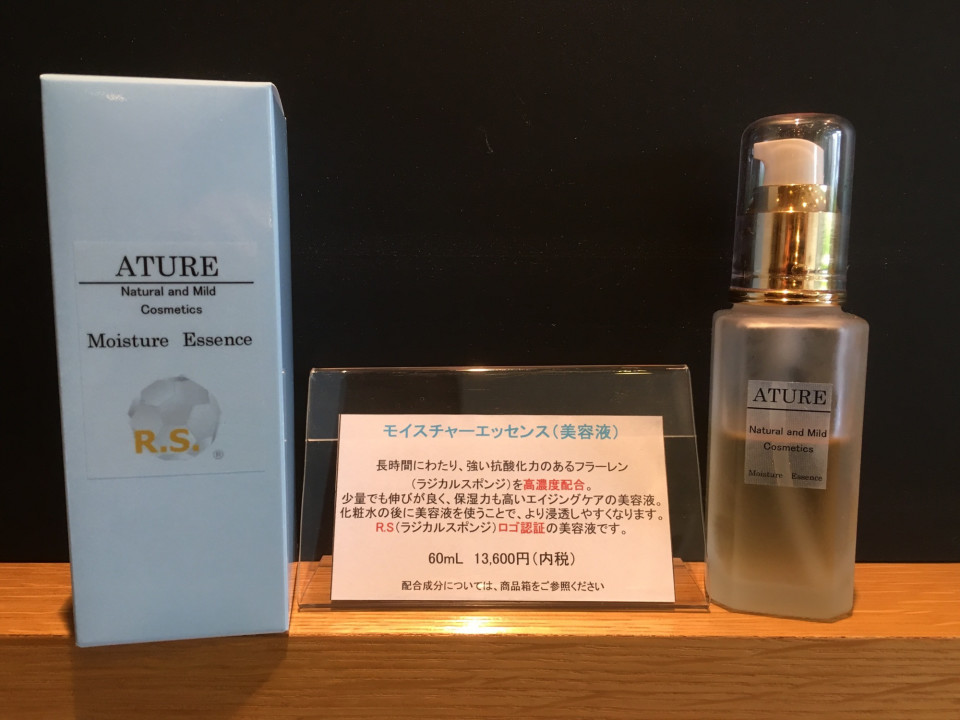 ATURE
Natural and Mild
Cosmetics
Moisture Essence
R.S.®
モイスチャーエッセンス(美容液)
長時間にわたり、強い抗酸化力のあるフラーレン
(ラジカルスポンジ)を高濃度配合。
少量でも伸びが良く、保湿力も高いエイジングケアの美容液。
化粧水の後に美容液を使うことで、より浸透しやすくなります。
R.S(ラジカルスポンジ)ロゴ認証の美容液です。
60mL 13,600円(内税)
配合成分については、商品箱をご参照ください
ATURE
Natural and Mild
Cosmetics
Moisture Essence